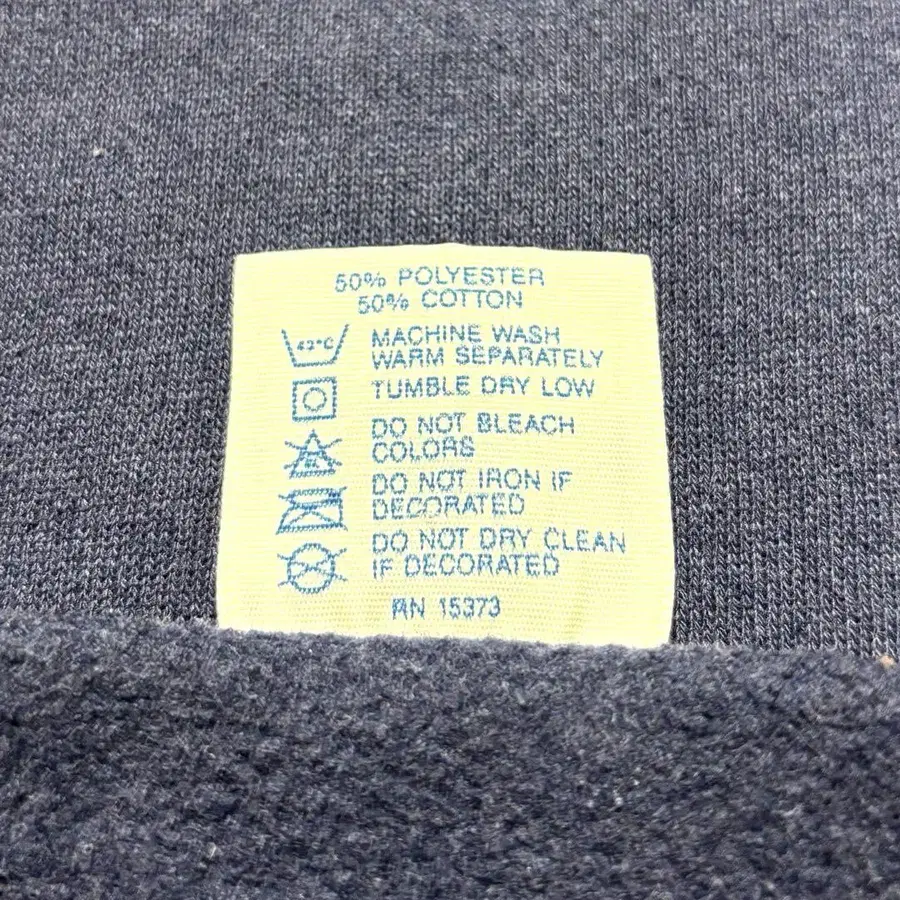 50% POLYESTER
50% COTTON
MACHINE WASH
WARM SEPARATELY
TUMBLE DRY LOW
DO NOT BLEACH
COLORS
DO NOT IRON IF
DECORATED
DO NOT DRY CLEAN
IF DECORATED
RN 15373